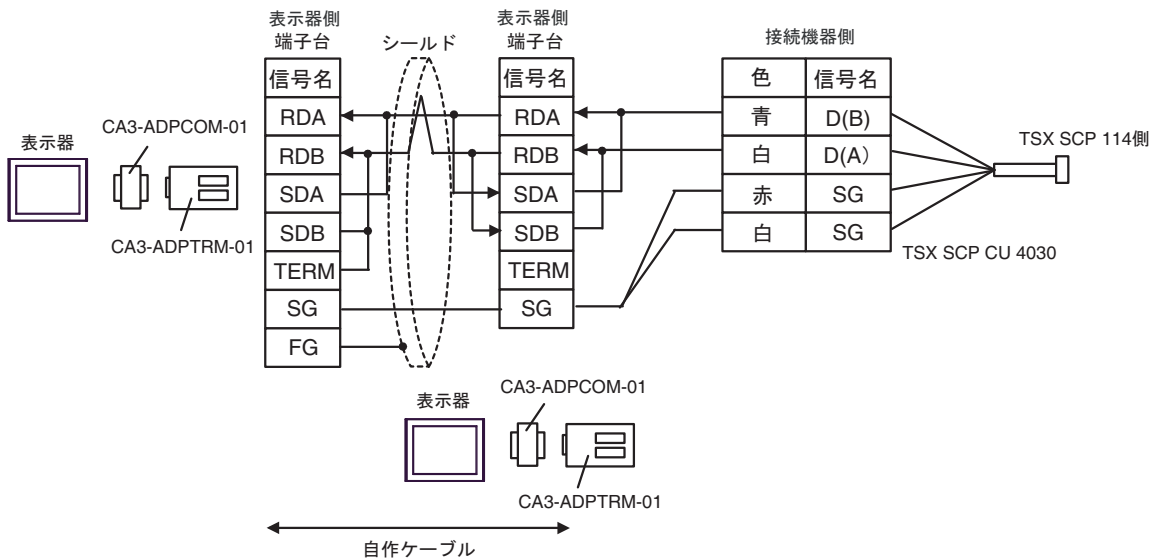 表示器側
端子台
シールド
表示器側
端子台
接続機器側
信号名
信号名
色
信号名
RDA
RDA
青
D(B)
RDB
RDB
白
D(A）
SDA
SDA
赤
SG
SDB
SDB
白
SG
TERM
TERM
SG
SG
FG
表示器
CA3-ADPCOM-01
CA3-ADPTRM-01
TSX SCP 114側
TSX SCP CU 4030
表示器
CA3-ADPCOM-01
CA3-ADPTRM-01
自作ケーブル